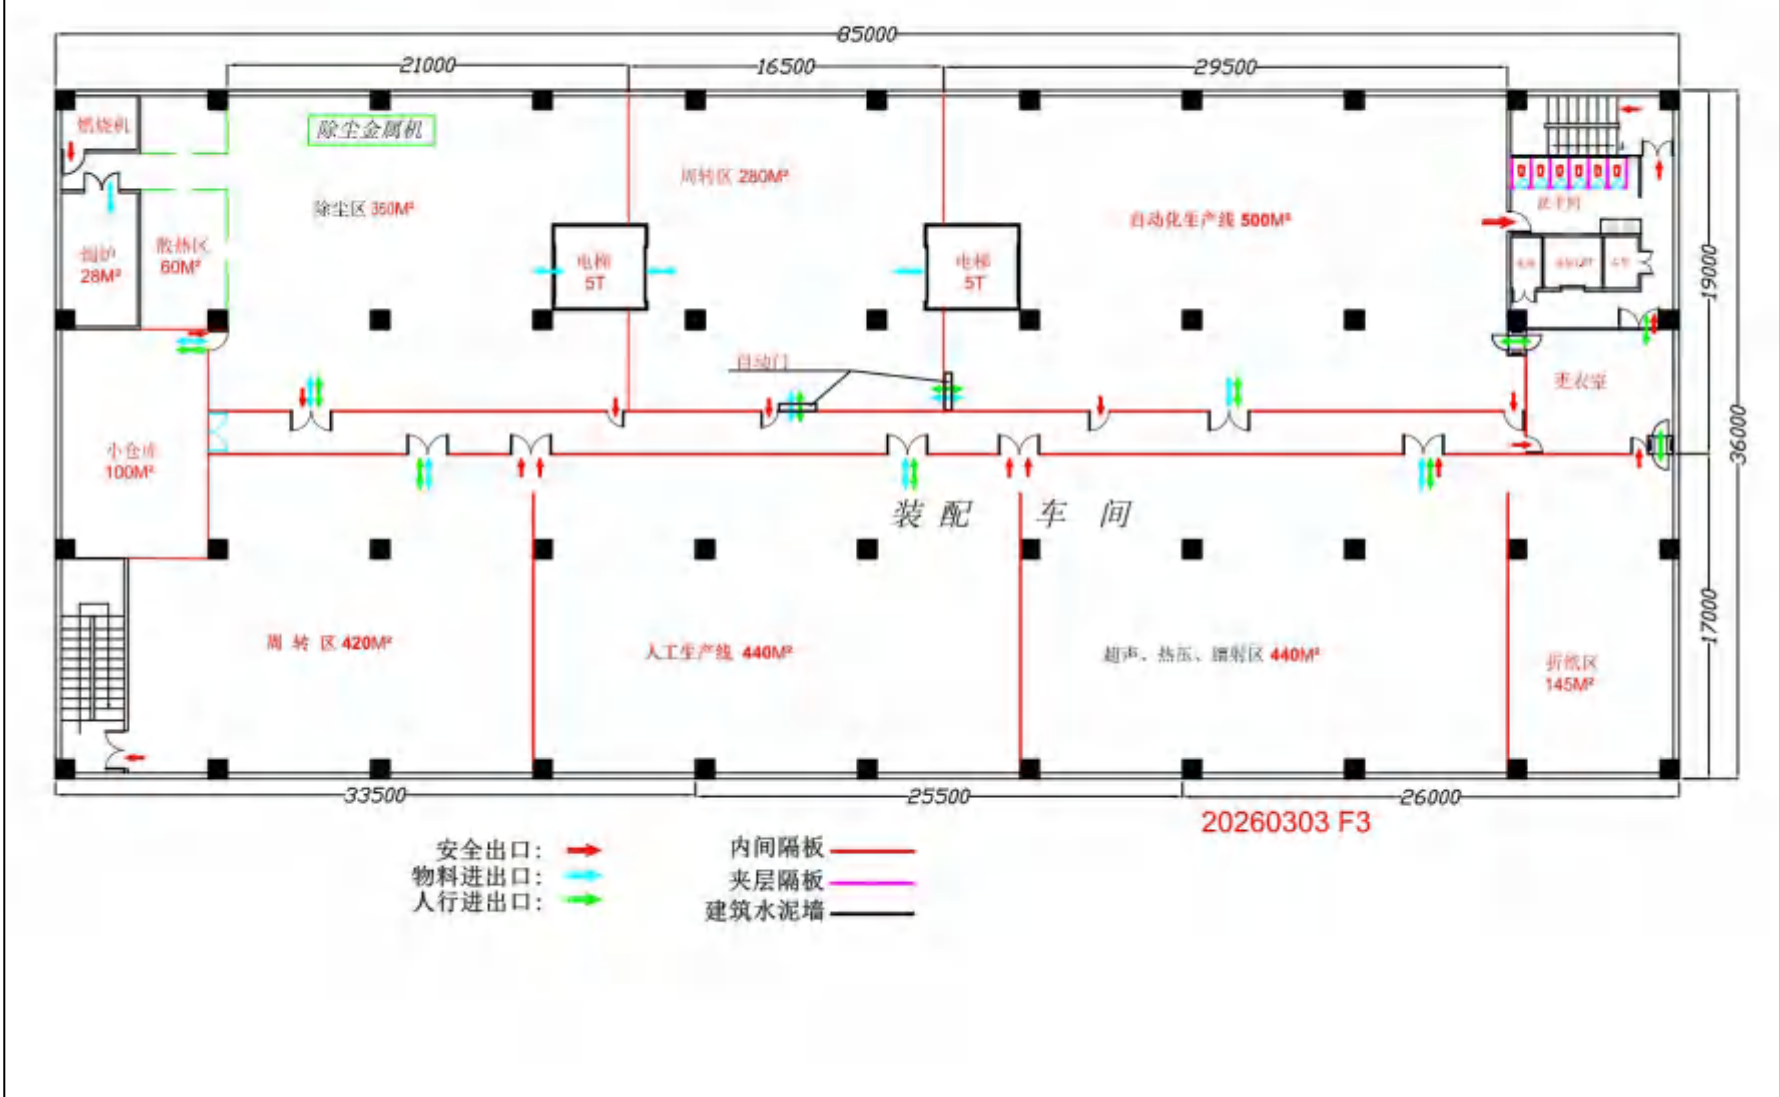 85000
21000
16500
29500
燃烧机
除尘金属机
除尘区 350M²
周转区 280M²
自动化生产线 500M²
洗手间
锅炉
28M²
散热区
60M²
电梯
5T
电梯
5T
19000
自动门
更衣室
小仓库
100M²
36000
装 配 车 间
周 转 区 420M²
人工生产线 440M²
超声、热压、镭射区 440M²
折纸区
145M²
17000
33500
25500
26000
20260303 F3
安全出口：
物料进出口：
人行进出口：
内间隔板
夹层隔板
建筑水泥墙